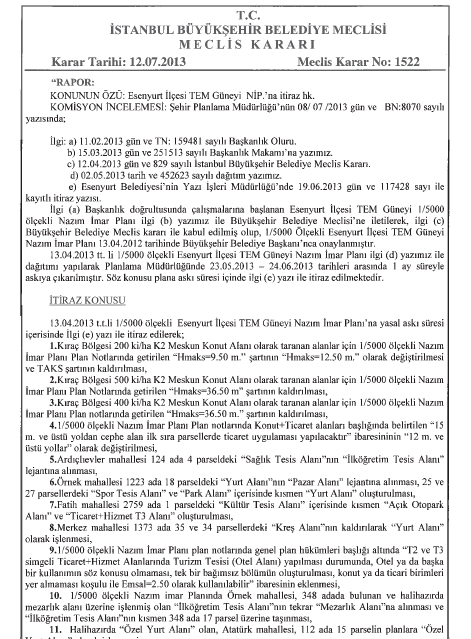 T.C.
İSTANBUL BÜYÜKŞEHİR BELEDİYE MECLİSİ
MECLİS KARARI
Karar Tarihi: 12.07.2013 Meclis Karar No: 1522
"RAPOR:
KONUNUN ÖZÜ: Esenyurt İlçesi TEM Güneyi NİP.'na itiraz hk.
KOMİSYON İNCELEMESİ: Şehir Planlama Müdürlüğü'nün 08/ 07 /2013 gün ve BN:8070 sayılı
yazısında;
İlgi: a) 11.02.2013 gün ve TN: 159481 sayılı Başkanlık Oluru.
b) 15.03.2013 gün ve 251513 sayılı Başkanlık Makamı'na yazımız.
c) 12.04.2013 gün ve 829 sayılı İstanbul Büyükşehir Belediye Meclis Kararı.
d) 02.05.2013 tarih ve 452623 sayılı dağıtım yazımız.
e) Esenyurt Belediyesi'nin Yazı İşleri Müdürlüğü'nde 19.06.2013 gün ve 117428 sayı ile
kayıtlı itiraz yazısı.
İlgi (a) Başkanlık doğrultusunda çalışmalarına başlanan Esenyurt İlçesi TEM Güneyi 1/5000
ölçekli Nazım İmar Planı ilgi (b) yazımız ile Büyükşehir Belediye Meclisi'ne iletilerek, ilgi (c)
Büyükşehir Belediye Meclis kararı ile kabul edilmiş olup, 1/5000 Ölçekli Esenyurt İlçesi TEM Güneyi
Nazım İmar Planı 13.04.2012 tarihinde Büyükşehir Belediye Başkanı'nca onaylanmıştır.
13.04.2013 tt. li 1/5000 ölçekli Esenyurt İlçesi TEM Güneyi Nazım İmar Planı ilgi (d) yazımız ile
dağıtımı yapılarak Planlama Müdürlüğünde 23.05.2013 – 24.06.2013 tarihleri arasında 1 ay süreyle
askıya çıkarılmıştır. Söz konusu plana askı süresi içinde ilgi (e) yazı ile itiraz edilmektedir.
İTİRAZ KONUSU
13.04.2013 t.t.li 1/5000 ölçekli Esenyurt İlçesi TEM Güneyi Nazım İmar Planı'na yasal askı süresi
içerisinde İlgi (e) yazı ile itiraz edilerek;
1.Kıraç Bölgesi 200 ki/ha K2 Meskun Konut Alanı olarak taranan alanlar için 1/5000 ölçekli Nazım
İmar Planı Plan Notlarında getirilen "Hmaks=9.50 m." şartının "Hmaks=12.50 m." olarak değiştirilmesi
ve TAKS şartının kaldırılması,
2.Kıraç Bölgesi 500 ki/ha K2 Meskun Konut Alanı olarak taranan alanlar için 1/5000 ölçekli Nazım
İmar Planı Plan Notlarında getirilen "Hmaks=36.50 m" şartının kaldırılması,
3.Kıraç Bölgesi 400 ki/ha K2 Meskun Konut Alanı olarak taranan alanlar için 1/5000 ölçekli Nazım
İmar Planı Plan notlarında getirilen "Hmaks=36.50 m." şartının kaldırılması,
4.1/5000 ölçekli Nazım İmar Planı Plan notlarında Konut+Ticaret alanları başlığında belirtilen "15
m. ve üstü yoldan cephe alan ilk sıra parsellerde ticaret uygulaması yapılacaktır" ibaresininin "12 m. ve
üstü yollar" olarak değiştirilmesi,
5.Ardıçlıevler mahallesi 124 ada 4 parseldeki "Sağlık Tesis Alanı"nın "İlköğretim Tesis Alanı"
lejantına alınması,
6.Örnek mahallesi 1223 ada 18 parseldeki "Yurt Alanı"nın "Pazar Alanı" lejantına alınması, 25 ve
27 parsellerdeki "Spor Tesis Alanı" ve "Park Alanı" içerisinde kısmen "Yurt Alanı" oluşturulması,
7.Fatih mahallesi 2759 ada 1 parseldeki "Kültür Tesis Alanı" içerisinde kısmen "Açık Otopark
Alanı" ve "Ticaret+Hizmet T3 Alanı" oluşturulması,
8.Merkez mahallesi 1373 ada 35 ve 34 parsellerdeki "Kreş Alanı"nın kaldırılarak "Yurt Alanı"
olarak işlenmesi,
9.1/5000 ölçekli Nazım İmar Planı plan notlarında genel plan hükümleri başlığı altında "T2 ve T3
simgeli Ticaret+Hizmet Alanlarında Turizm Tesisi (Otel Alanı) yapılması durumunda, Otel ya da başka
bir kullanımın söz konusu olmaması, tek bir bağımsız bölünün oluşturulması, konut ya da ticari birimleri
yer almaması koşulu ile Emsal=2.50 olarak kullanılabilir" ibaresinin eklenmesi,
10. 1/5000 ölçekli Nazım imar Planında Örnek mahallesi, 348 adada bulunan ve halihazırda
mezarlık alanı üzerine işlenmiş olan "İlköğretim Tesis Alanı"nın tekrar "Mezarlık Alanı"na alınması ve
"İlköğretim Tesis Alanı"nın kısmen 348 ada 17 parsel üzerine taşınması,
11. Halihazırda "Özel Yurt Alanı" olan, Atatürk mahallesi, 112 ada 15 parselin planlara "Özel